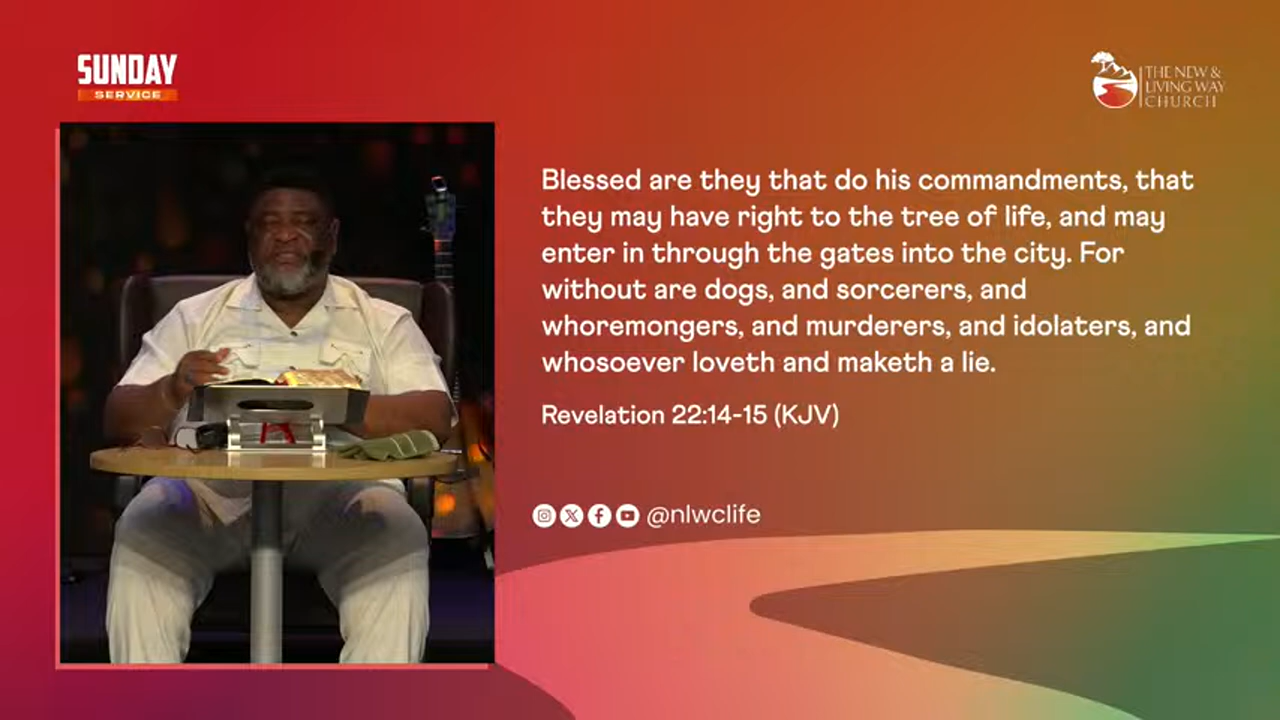 SUNDAY
SERVICE
THE NEW &
LIVING WAY
CHURCH
Blessed are they that do his commandments, that
they may have right to the tree of life, and may
enter in through the gates into the city. For
without are dogs, and sorcerers, and
whoremongers, and murderers, and idolaters, and
whosoever loveth and maketh a lie.
Revelation 22:14-15 (KJV)
@nlwclife